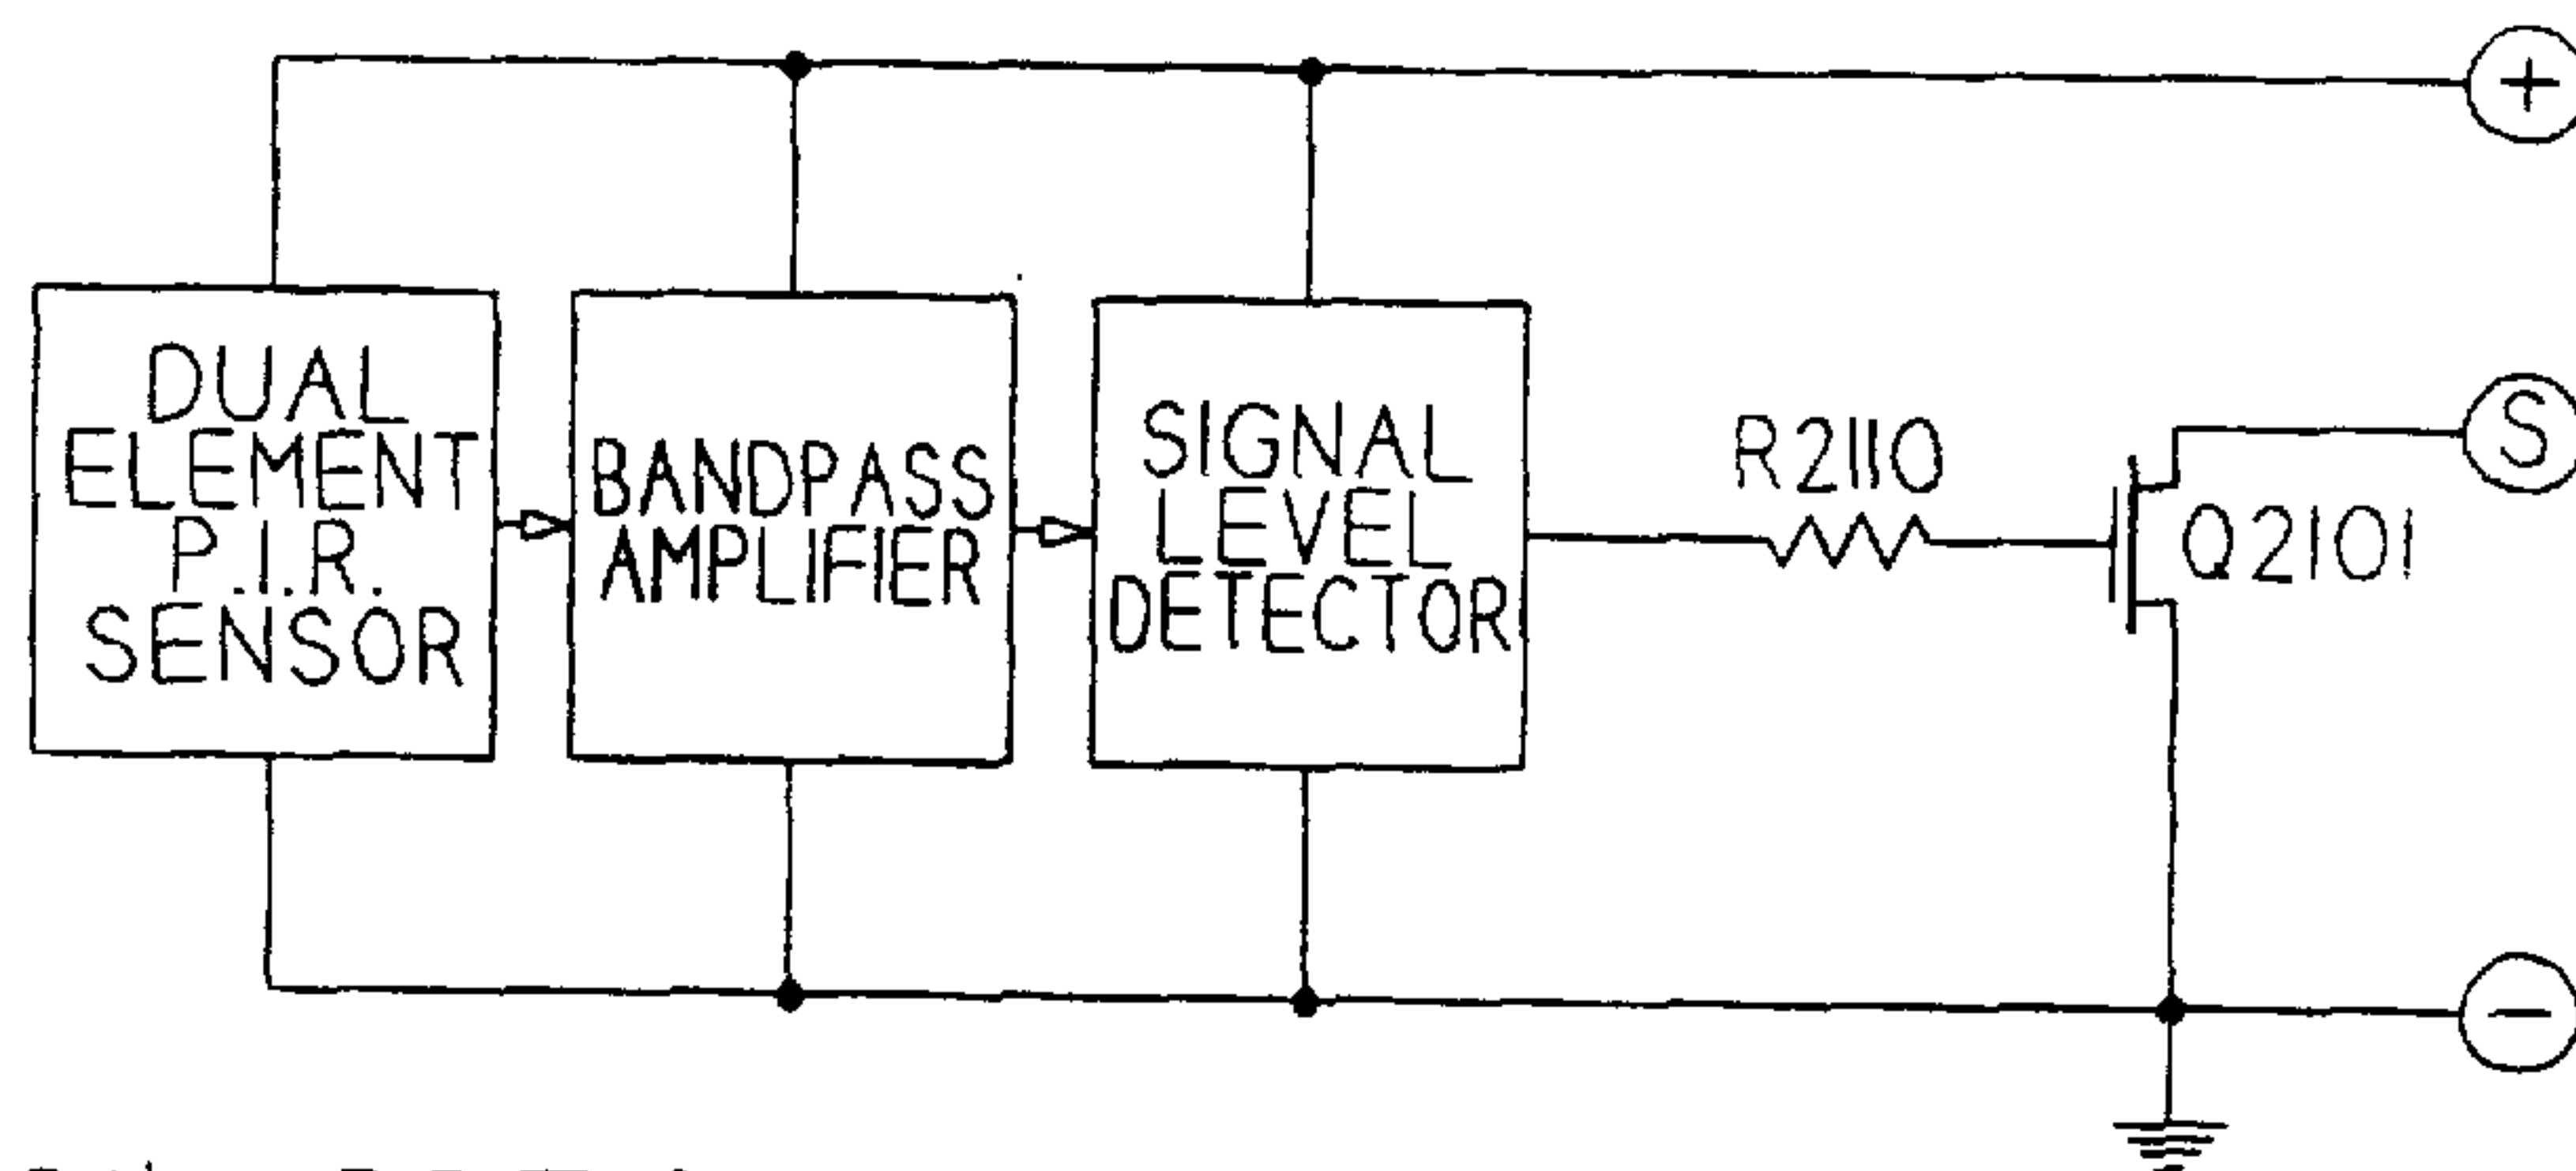 +
DUAL
ELEMENT
P.I.R.
SENSOR
BANDPASS
AMPLIFIER
SIGNAL
LEVEL
DETECTOR
R2110
S
Q2101
−